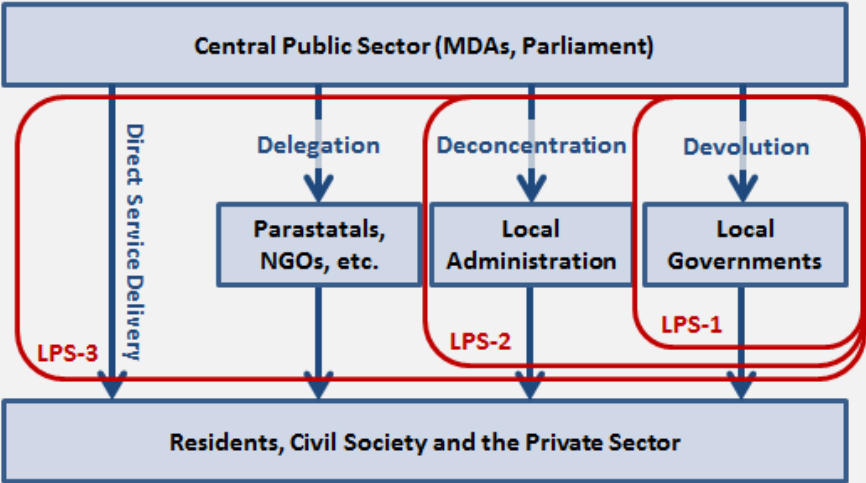 Central Public Sector (MDAs, Parliament)
Direct Service Delivery
Delegation
Deconcentration
Devolution
Parastatals,
NGOs, etc.
Local
Administration
Local
Governments
LPS-3
LPS-2
LPS-1
Residents, Civil Society and the Private Sector